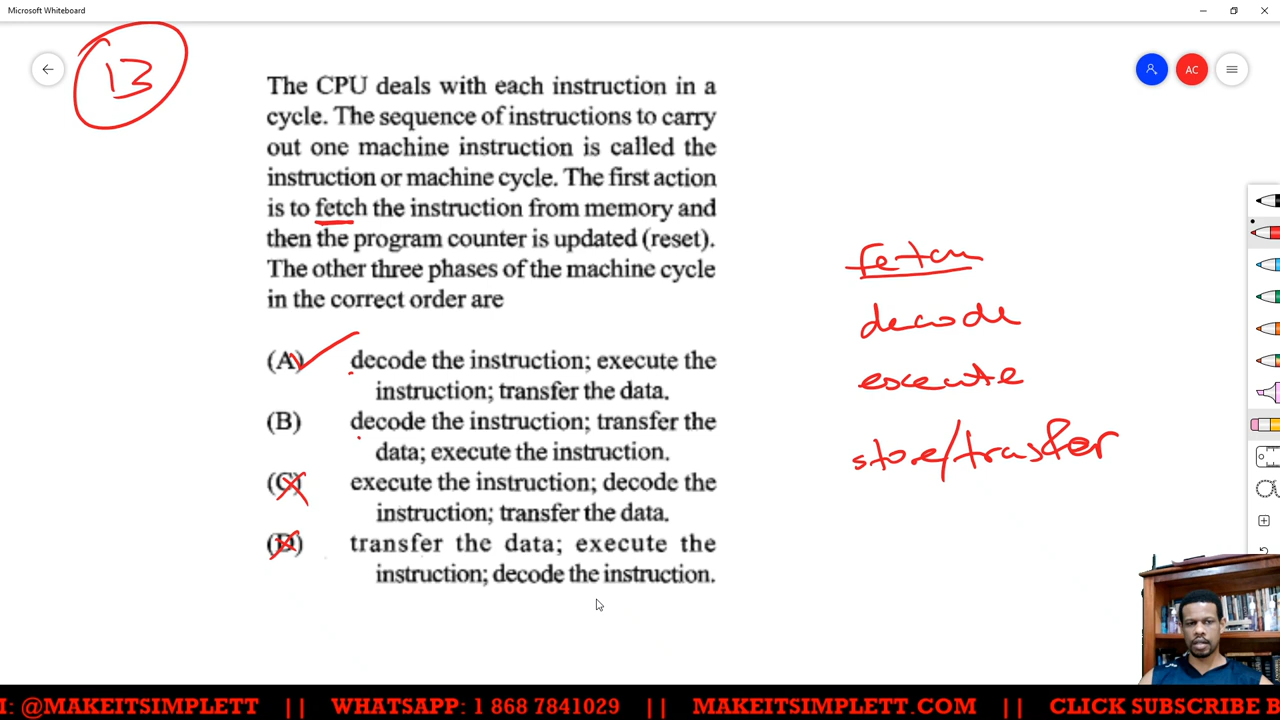 Microsoft Whiteboard
13
AC
The CPU deals with each instruction in a
cycle. The sequence of instructions to carry
out one machine instruction is called the
instruction or machine cycle. The first action
is to fetch the instruction from memory and
then the program counter is updated (reset).
The other three phases of the machine cycle
in the correct order are
(A) decode the instruction; execute the
instruction; transfer the data.
(B) decode the instruction; transfer the
data; execute the instruction.
(C) execute the instruction; decode the
instruction; transfer the data.
(D) transfer the data; execute the
instruction; decode the instruction.
fetch
decode
execute
store/trasfer
I: @MAKEITSIMPLETT || WHATSAPP: 1 868 7841029 || MAKEITSIMPLETT.COM || CLICK SUBSCRIBE B